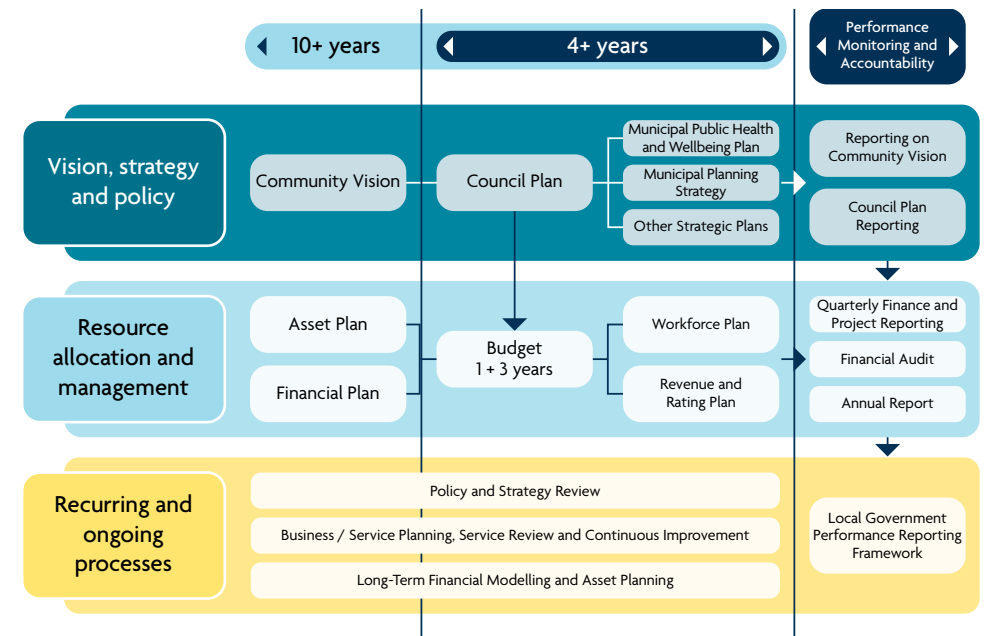 10+ years
4+ years
Performance
Monitoring and
Accountability
Vision, strategy
and policy
Community Vision
Council Plan
Municipal Public Health
and Wellbeing Plan
Municipal Planning
Strategy
Other Strategic Plans
Reporting on
Community Vision
Council Plan
Reporting
Resource
allocation and
management
Asset Plan
Financial Plan
Budget
1 + 3 years
Workforce Plan
Revenue and
Rating Plan
Quarterly Finance and
Project Reporting
Financial Audit
Annual Report
Recurring and
ongoing
processes
Policy and Strategy Review
Business / Service Planning, Service Review and Continuous Improvement
Long-Term Financial Modelling and Asset Planning
Local Government
Performance Reporting
Framework